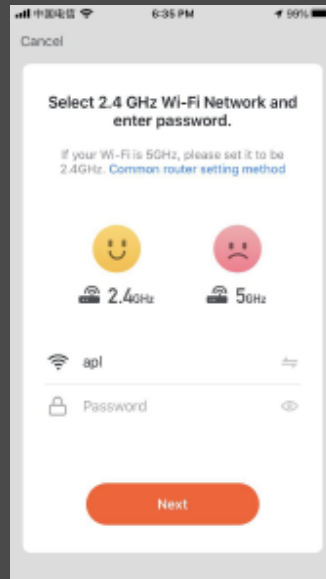 中国电信 6:35 PM 99%
Cancel
Select 2.4 GHz Wi-Fi Network and
enter password.
If your Wi-Fi is 5GHz, please set it to be
2.4GHz. Common router setting method
2.4GHz 5GHz
apl
Password
Next